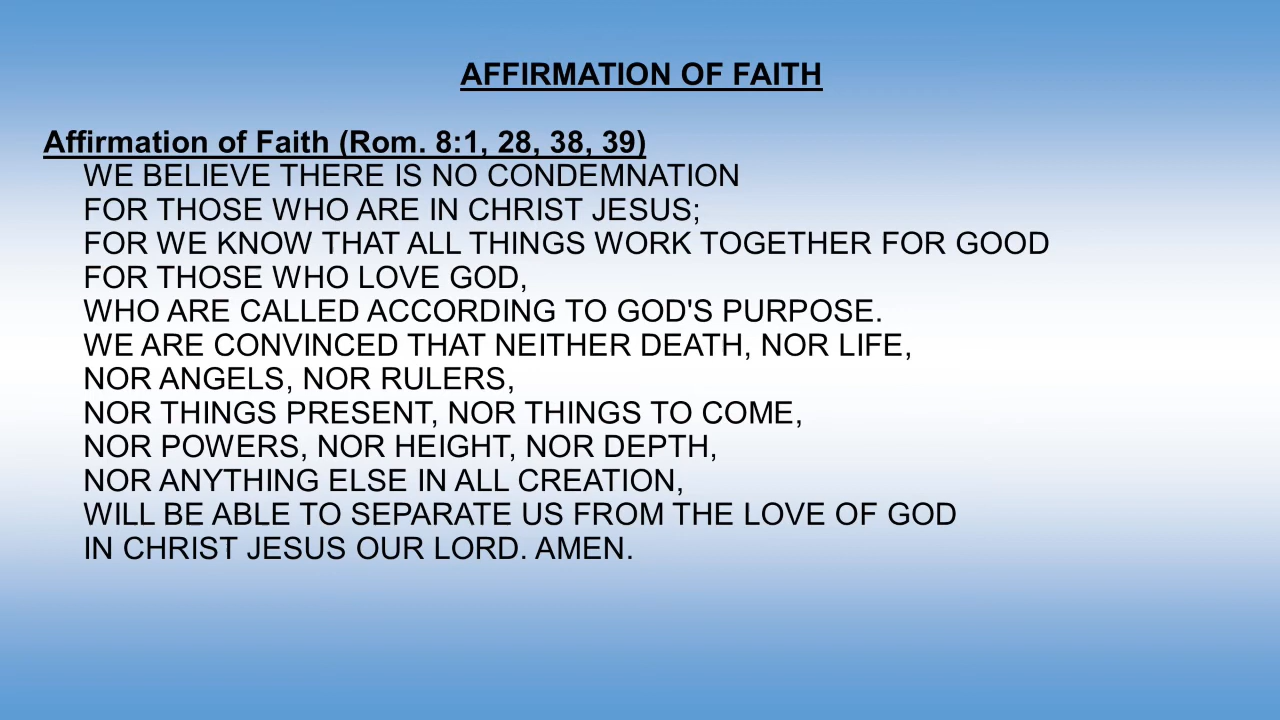 AFFIRMATION OF FAITH
Affirmation of Faith (Rom. 8:1, 28, 38, 39)
WE BELIEVE THERE IS NO CONDEMNATION
FOR THOSE WHO ARE IN CHRIST JESUS;
FOR WE KNOW THAT ALL THINGS WORK TOGETHER FOR GOOD
FOR THOSE WHO LOVE GOD,
WHO ARE CALLED ACCORDING TO GOD'S PURPOSE.
WE ARE CONVINCED THAT NEITHER DEATH, NOR LIFE,
NOR ANGELS, NOR RULERS,
NOR THINGS PRESENT, NOR THINGS TO COME,
NOR POWERS, NOR HEIGHT, NOR DEPTH,
NOR ANYTHING ELSE IN ALL CREATION,
WILL BE ABLE TO SEPARATE US FROM THE LOVE OF GOD
IN CHRIST JESUS OUR LORD. AMEN.